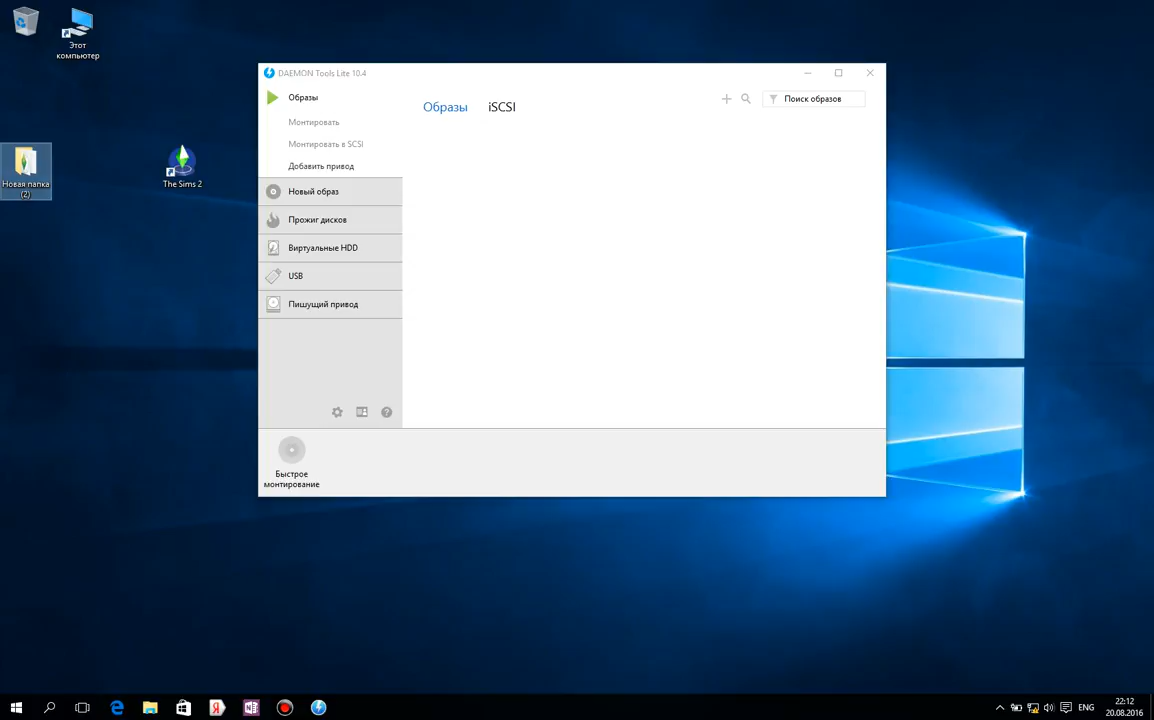 Этот
компьютер
Новая папка
(2)
The Sims 2
DAEMON Tools Lite 10.4
Образы
Монтировать
Монтировать в SCSI
Добавить привод
Новый образ
Прожиг дисков
Виртуальные HDD
USB
Пишущий привод
Образы iSCSI
Поиск образов
Быстрое
монтирование
ENG
22:12
20.08.2016